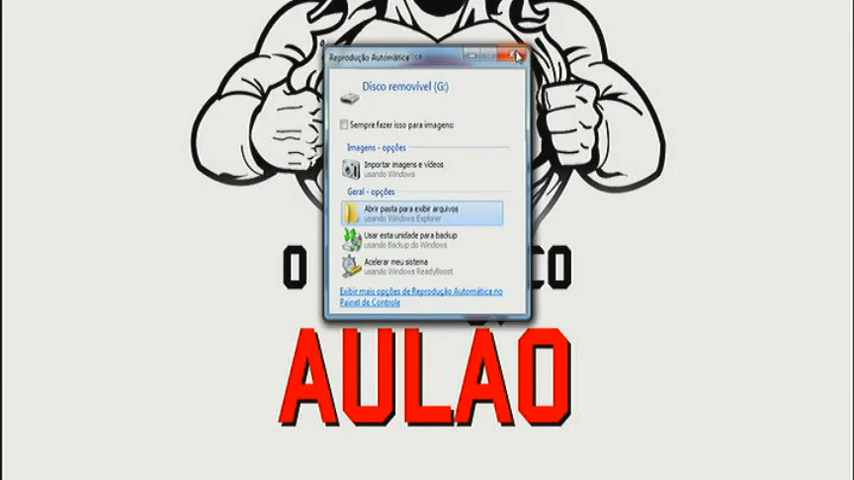 Reprodução Automática
Disco removível (G:)
Sempre fazer isso para imagens:
Imagens - opções
Importar imagens e vídeos
usando Windows
Geral - opções
Abrir pasta para exibir arquivos
usando Windows Explorer
Usar esta unidade para backup
usando Backup do Windows
Acelerar meu sistema
usando Windows ReadyBoost
Exibir mais opções de Reprodução Automática no
Painel de Controle
O
CO
AULÃO